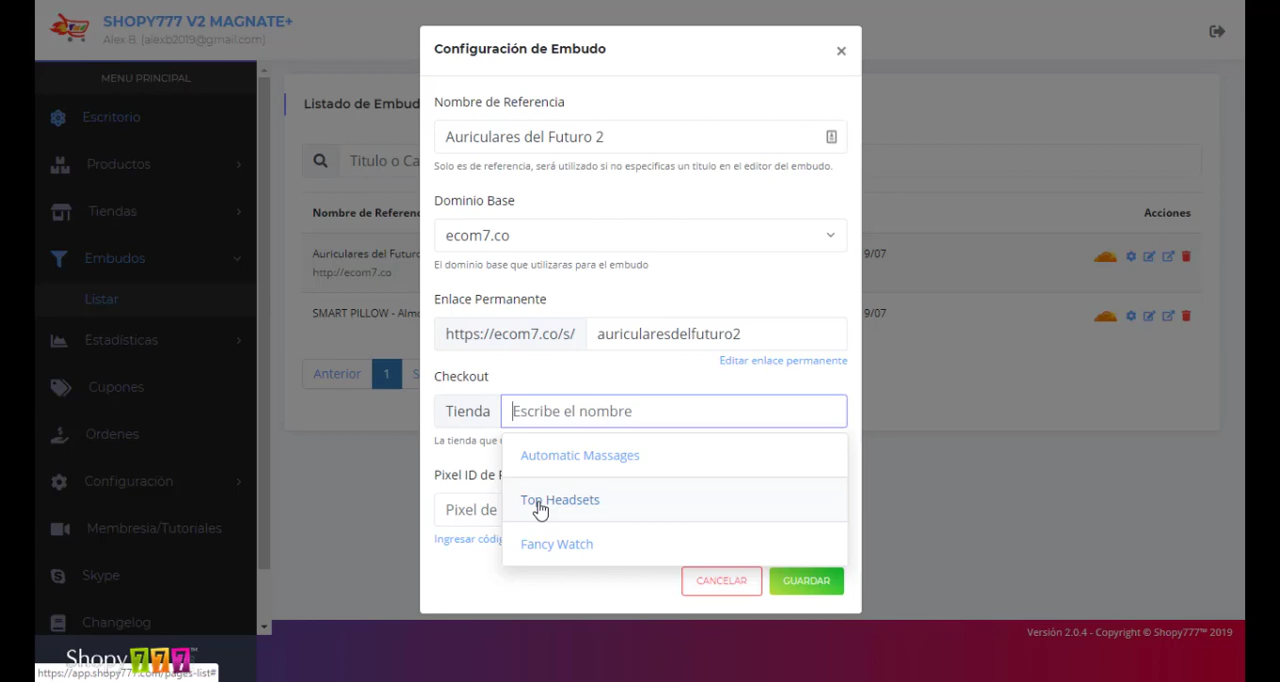 SHOPY777 V2 MAGNATE+
Alex B. [alexb2019@gmail.com]
MENU PRINCIPAL
Escritorio
Productos
Tiendas
Embudos
Listar
Estadísticas
Cupones
Ordenes
Configuración
Membresia/Tutoriales
Skype
Changelog
Shopy777™
https://app.shopy777.com/pages-list#
Listado de Embud
Titulo o Ca
Nombre de Referenc
Acciones
Auriculares del Futuro
http://ecom7.co
9/07
SMART PILLOW - Almo
9/07
Anterior
1
S
Configuración de Embudo
×
Nombre de Referencia
Auriculares del Futuro 2
Solo es de referencia, será utilizado si no especificas un titulo en el editor del embudo.
Dominio Base
ecom7.co
El dominio base que utilizaras para el embudo
Enlace Permanente
https://ecom7.co/s/ auricularesdelfuturo2
Editar enlace permanente
Checkout
Tienda Escribe el nombre
La tienda que
Automatic Massages
Top Headsets
Fancy Watch
Pixel ID de F
Pixel de
Ingresar códig
CANCELAR
GUARDAR
Versión 2.0.4 - Copyright © Shopy777™ 2019